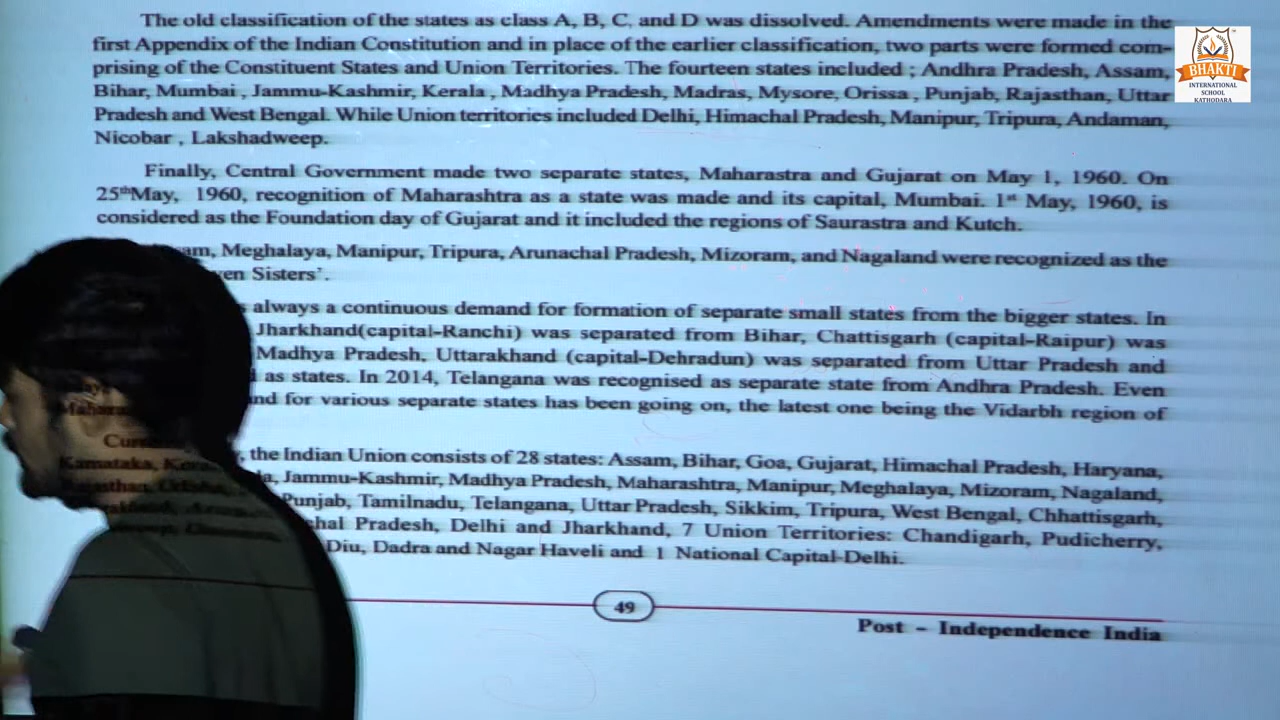 The old classification of the states as class A, B, C, and D was dissolved. Amendments were made in the
first Appendix of the Indian Constitution and in place of the earlier classification, two parts were formed com-
prising of the Constituent States and Union Territories. The fourteen states included ; Andhra Pradesh, Assam,
Bihar, Mumbai , Jammu-Kashmir, Kerala , Madhya Pradesh, Madras, Mysore, Orissa , Punjab, Rajasthan, Uttar
Pradesh and West Bengal. While Union territories included Delhi, Himachal Pradesh, Manipur, Tripura, Andaman,
Nicobar , Lakshadweep.
Finally, Central Government made two separate states, Maharastra and Gujarat on May 1, 1960. On
25thMay, 1960, recognition of Maharashtra as a state was made and its capital, Mumbai. 1st May, 1960, is
considered as the Foundation day of Gujarat and it included the regions of Saurastra and Kutch.
Meghalaya, Manipur, Tripura, Arunachal Pradesh, Mizoram, and Nagaland were recognized as the
Sisters'.
always a continuous demand for formation of separate small states from the bigger states. In
Jharkhand(capital-Ranchi) was separated from Bihar, Chattisgarh (capital-Raipur) was
Madhya Pradesh, Uttarakhand (capital-Dehradun) was separated from Uttar Pradesh and
as states. In 2014, Telangana was recognised as separate state from Andhra Pradesh. Even
for various separate states has been going on, the latest one being the Vidarbh region of
the Indian Union consists of 28 states: Assam, Bihar, Goa, Gujarat, Himachal Pradesh, Haryana,
Karnataka, Jammu-Kashmir, Madhya Pradesh, Maharashtra, Manipur, Meghalaya, Mizoram, Nagaland,
Punjab, Tamilnadu, Telangana, Uttar Pradesh, Sikkim, Tripura, West Bengal, Chhattisgarh,
Pradesh, Delhi and Jharkhand, 7 Union Territories: Chandigarh, Pudicherry,
Diu, Dadra and Nagar Haveli and 1 National Capital-Delhi.
49
Post - Independence India
BHAKTI
INTERNATIONAL
SCHOOL
KATHODARA